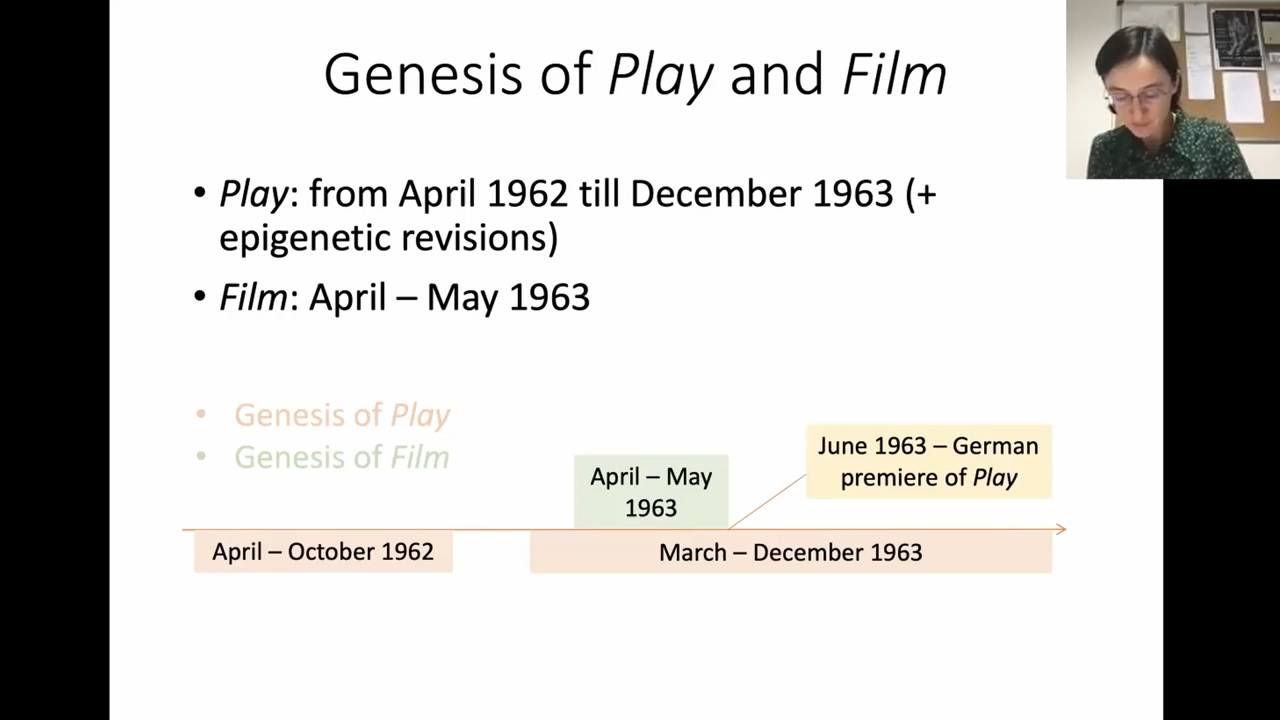 Genesis of Play and Film
• Play: from April 1962 till December 1963 (+
epigenetic revisions)
• Film: April – May 1963
• Genesis of Play
• Genesis of Film
April – May
1963
June 1963 – German
premiere of Play
April – October 1962
March – December 1963